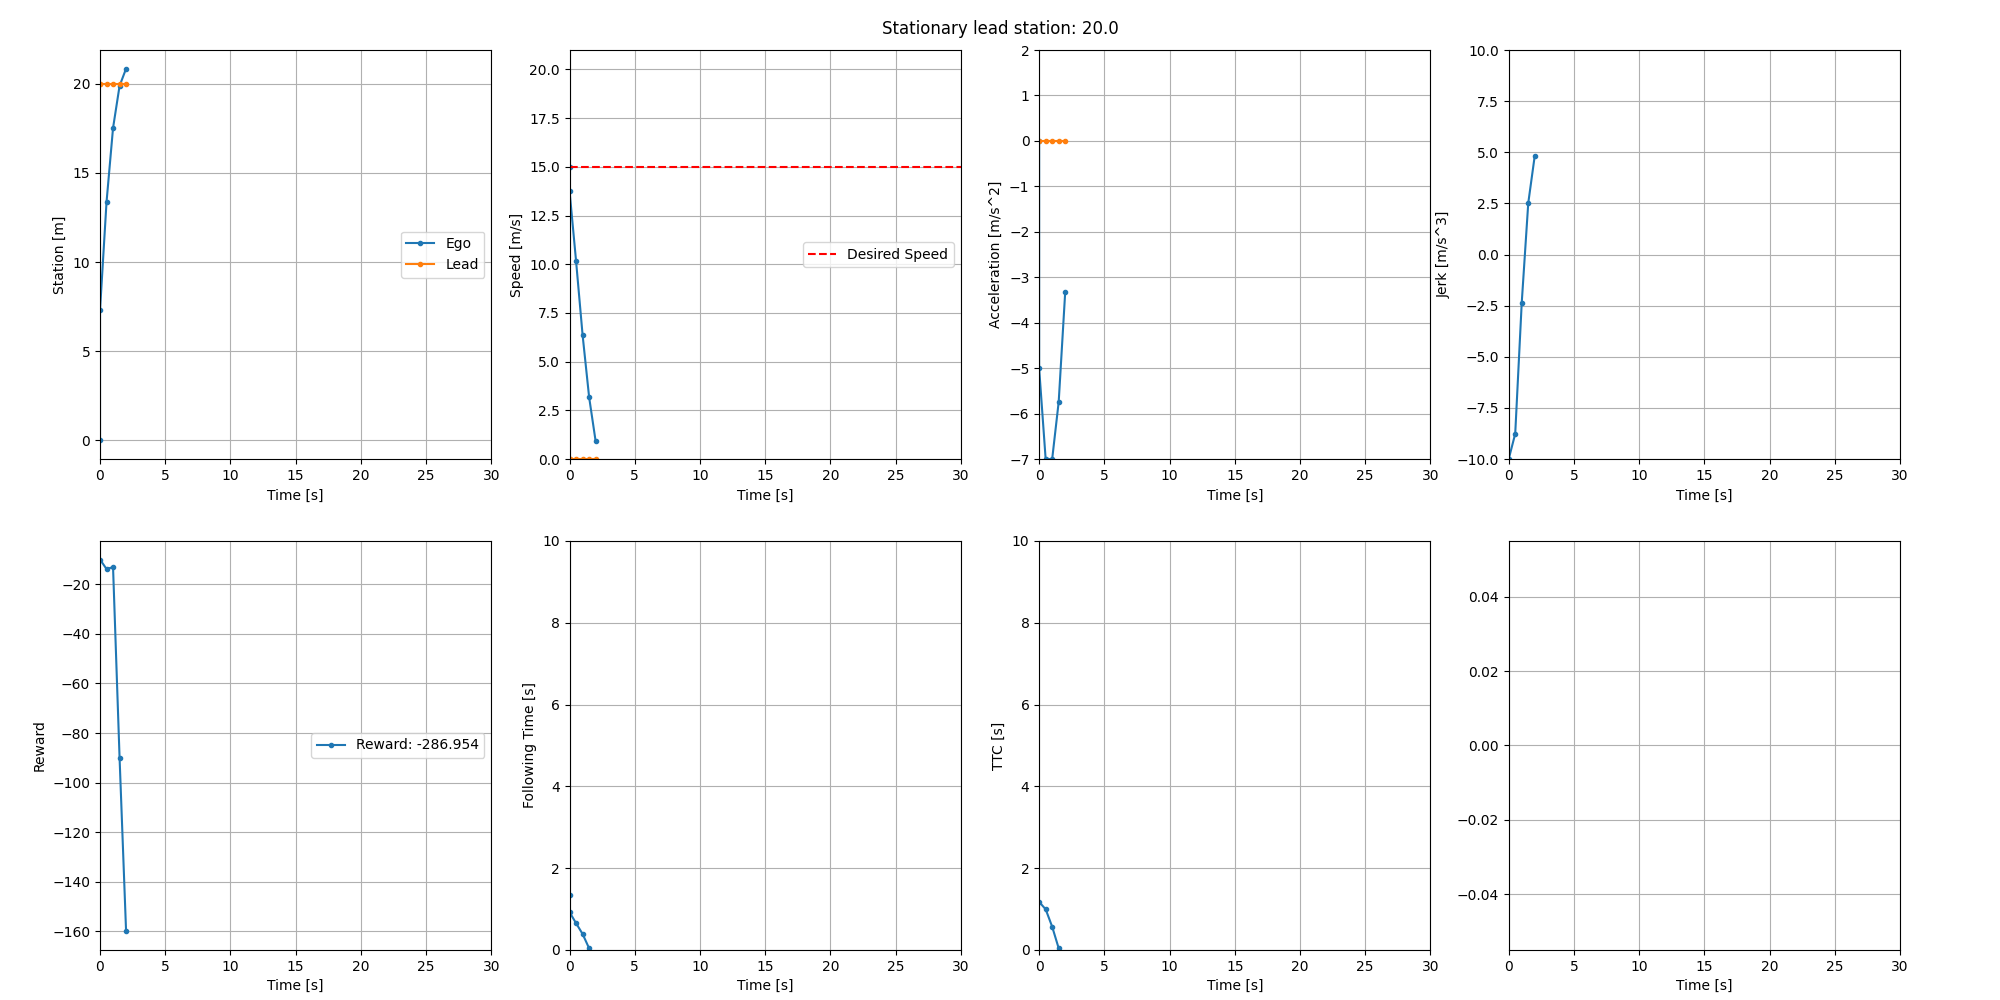 Stationary lead station: 20.0
Station [m]
20
15
10
5
0
Ego
Lead
0 5 10 15 20 25 30
Time [s]
Speed [m/s]
20.0
17.5
15.0
12.5
10.0
7.5
5.0
2.5
0.0
Desired Speed
0 5 10 15 20 25 30
Time [s]
Acceleration [m/s^2]
2
1
0
−1
−2
−3
−4
−5
−6
−7
0 5 10 15 20 25 30
Time [s]
Jerk [m/s^3]
10.0
7.5
5.0
2.5
0.0
−2.5
−5.0
−7.5
−10.0
0 5 10 15 20 25 30
Time [s]
Reward
−20
−40
−60
−80
−100
−120
−140
−160
Reward: -286.954
0 5 10 15 20 25 30
Time [s]
Following Time [s]
10
8
6
4
2
0
0 5 10 15 20 25 30
Time [s]
TTC [s]
10
8
6
4
2
0
0 5 10 15 20 25 30
Time [s]
0.04
0.02
0.00
−0.02
−0.04
0 5 10 15 20 25 30
Time [s]